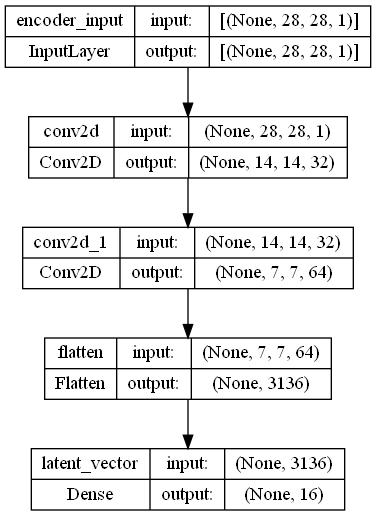 encoder_input input: [(None, 28, 28, 1)]
InputLayer output: [(None, 28, 28, 1)]
conv2d input: (None, 28, 28, 1)
Conv2D output: (None, 14, 14, 32)
conv2d_1 input: (None, 14, 14, 32)
Conv2D output: (None, 7, 7, 64)
flatten input: (None, 7, 7, 64)
Flatten output: (None, 3136)
latent_vector input: (None, 3136)
Dense output: (None, 16)